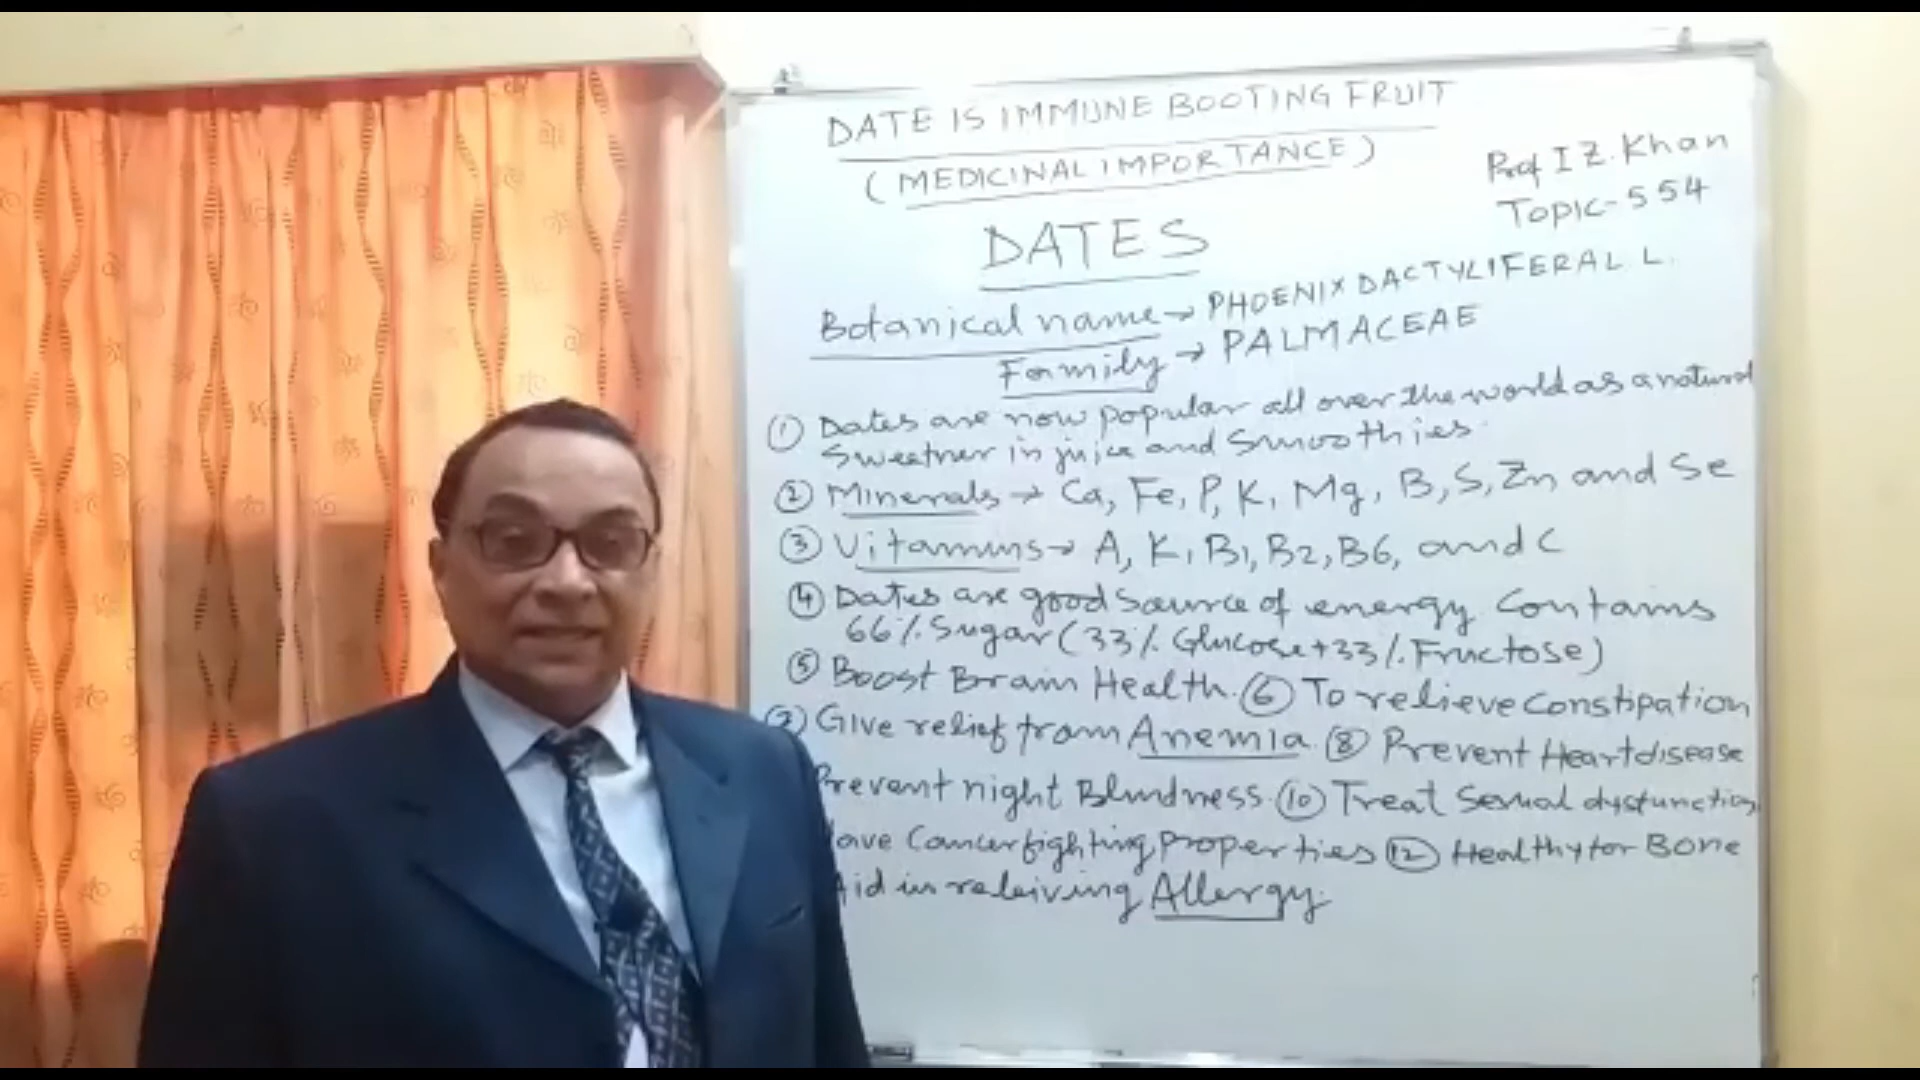 DATE IS IMMUNE BOOTING FRUIT
(MEDICINAL IMPORTANCE)
Prof I Z. Khan
Topic-554
DATES
Botanical name → PHOENIX DACTYLIFERAL. L.
Family → PALMACEAE
① Dates are now popular all over the world as a natural
Sweetner in juice and Smoothies.
② Minerals → Ca, Fe, P, K, Mg, B, S, Zn and Se
③ Vitamins → A, K, B1, B2, B6, and C
④ Dates are good Source of energy Contains
66% Sugar (33% Glucose + 33% Fructose)
⑤ Boost Brain Health. ⑥ To relieve Constipation
⑦ Give relief from Anemia. ⑧ Prevent Heart disease
Prevent night Blindness. ⑩ Treat Sexual dysfunction
Have Cancer fighting Properties ⑫ Healthy for Bone
Aid in releiving Allergy.